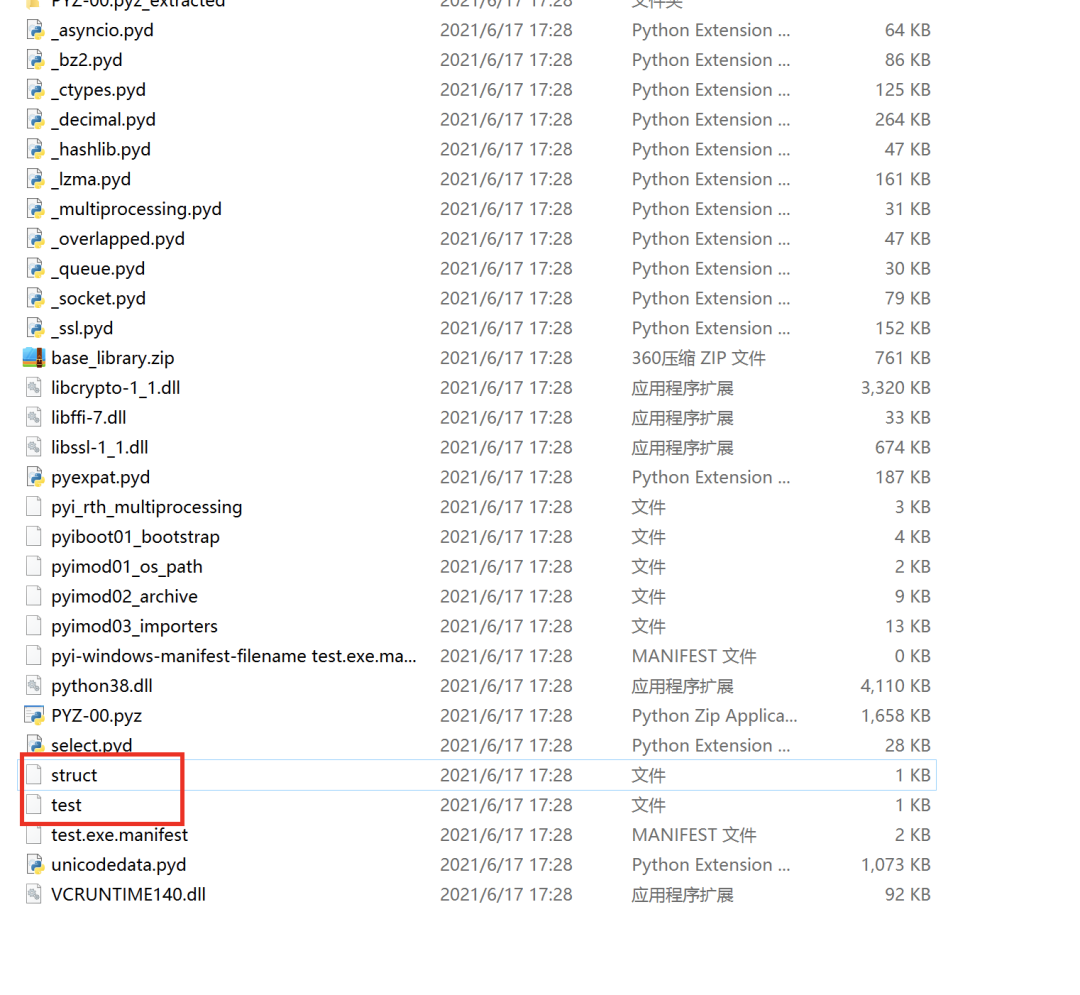 PYZ-00.pyz_extracted 2021/6/17 17:28 文件夹
_asyncio.pyd 2021/6/17 17:28 Python Extension ... 64 KB
_bz2.pyd 2021/6/17 17:28 Python Extension ... 86 KB
_ctypes.pyd 2021/6/17 17:28 Python Extension ... 125 KB
_decimal.pyd 2021/6/17 17:28 Python Extension ... 264 KB
_hashlib.pyd 2021/6/17 17:28 Python Extension ... 47 KB
_lzma.pyd 2021/6/17 17:28 Python Extension ... 161 KB
_multiprocessing.pyd 2021/6/17 17:28 Python Extension ... 31 KB
_overlapped.pyd 2021/6/17 17:28 Python Extension ... 47 KB
_queue.pyd 2021/6/17 17:28 Python Extension ... 30 KB
_socket.pyd 2021/6/17 17:28 Python Extension ... 79 KB
_ssl.pyd 2021/6/17 17:28 Python Extension ... 152 KB
base_library.zip 2021/6/17 17:28 360压缩 ZIP 文件 761 KB
libcrypto-1_1.dll 2021/6/17 17:28 应用程序扩展 3,320 KB
libffi-7.dll 2021/6/17 17:28 应用程序扩展 33 KB
libssl-1_1.dll 2021/6/17 17:28 应用程序扩展 674 KB
pyexpat.pyd 2021/6/17 17:28 Python Extension ... 187 KB
pyi_rth_multiprocessing 2021/6/17 17:28 文件 3 KB
pyiboot01_bootstrap 2021/6/17 17:28 文件 4 KB
pyimod01_os_path 2021/6/17 17:28 文件 2 KB
pyimod02_archive 2021/6/17 17:28 文件 9 KB
pyimod03_importers 2021/6/17 17:28 文件 13 KB
pyi-windows-manifest-filename test.exe.ma... 2021/6/17 17:28 MANIFEST 文件 0 KB
python38.dll 2021/6/17 17:28 应用程序扩展 4,110 KB
PYZ-00.pyz 2021/6/17 17:28 Python Zip Applica... 1,658 KB
select.pyd 2021/6/17 17:28 Python Extension ... 28 KB
struct 2021/6/17 17:28 文件 1 KB
test 2021/6/17 17:28 文件 1 KB
test.exe.manifest 2021/6/17 17:28 MANIFEST 文件 2 KB
unicodedata.pyd 2021/6/17 17:28 Python Extension ... 1,073 KB
VCRUNTIME140.dll 2021/6/17 17:28 应用程序扩展 92 KB